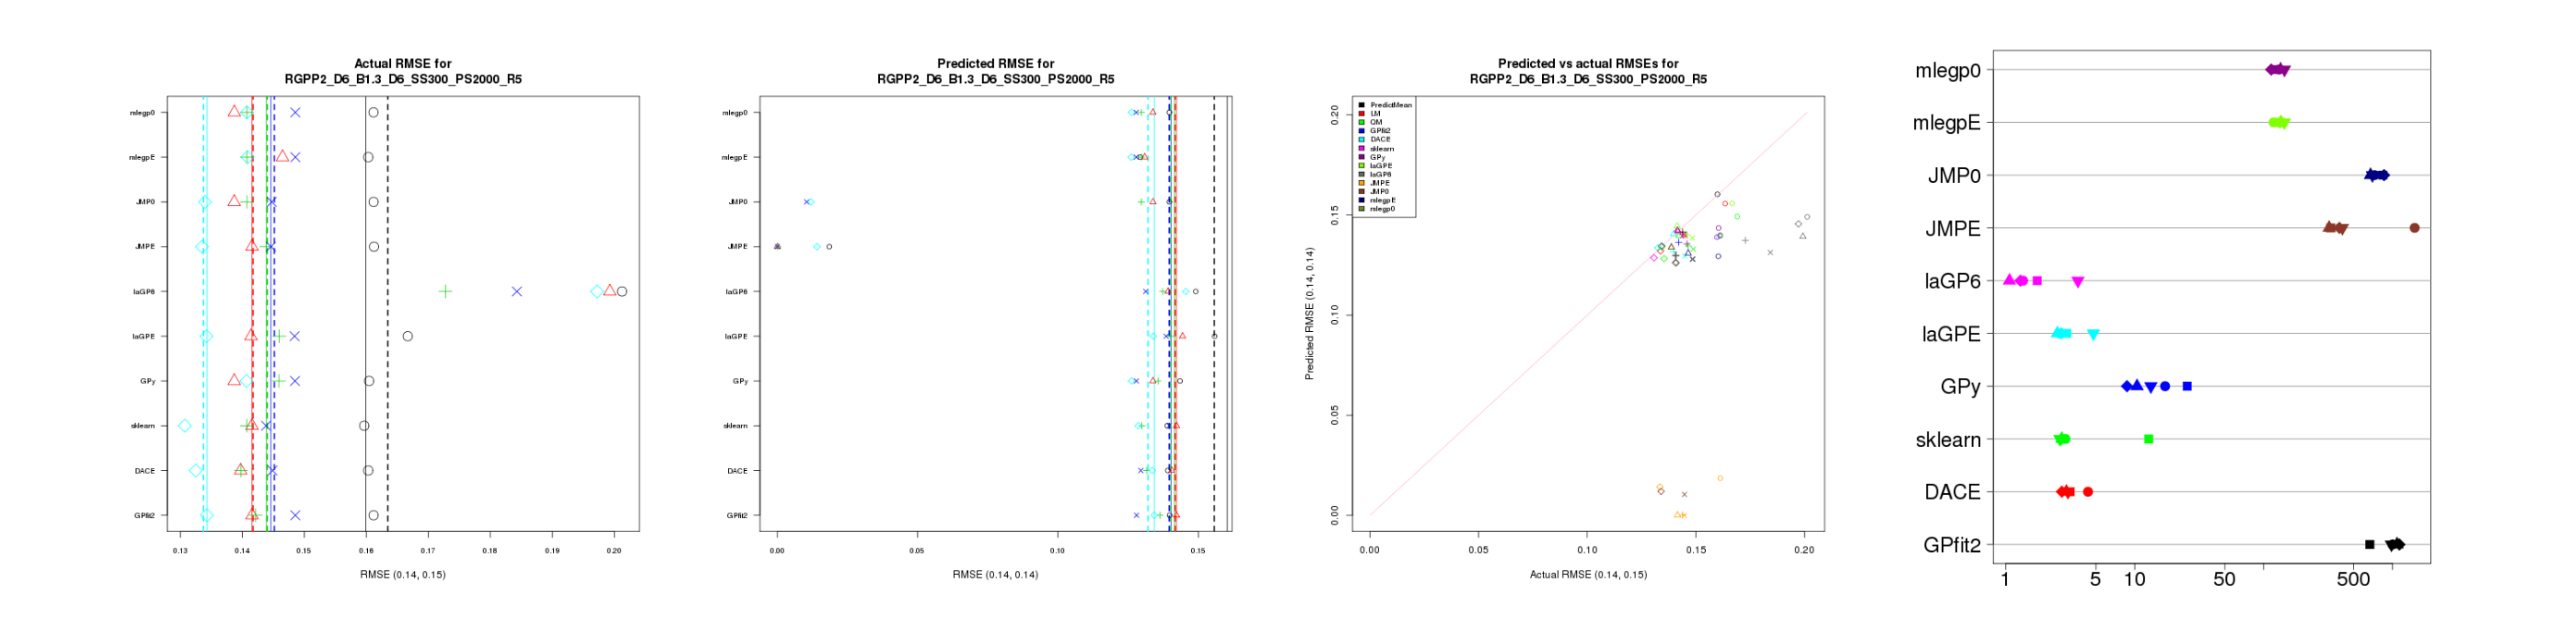 Actual RMSE for
RGPP2_D6_B1.3_D6_SS300_PS2000_R5
mlegp0
mlegpE
JMP0
JMPE
laGP6
laGPE
GPy
sklearn
DACE
GPfit2
0.13 0.14 0.15 0.16 0.17 0.18 0.19 0.20
RMSE (0.14, 0.15)
Predicted RMSE for
RGPP2_D6_B1.3_D6_SS300_PS2000_R5
mlegp0
mlegpE
JMP0
JMPE
laGP6
laGPE
GPy
sklearn
DACE
GPfit2
0.00 0.05 0.10 0.15
RMSE (0.14, 0.14)
Predicted vs actual RMSEs for
RGPP2_D6_B1.3_D6_SS300_PS2000_R5
PredictMean
LM
QM
GPfit2
DACE
sklearn
GPy
laGPE
laGP6
JMPE
JMP0
mlegpE
mlegp0
Predicted RMSE (0.14, 0.14)
0.20
0.15
0.10
0.05
0.00
0.00 0.05 0.10 0.15 0.20
Actual RMSE (0.14, 0.15)
mlegp0
mlegpE
JMP0
JMPE
laGP6
laGPE
GPy
sklearn
DACE
GPfit2
1 5 10 50 500